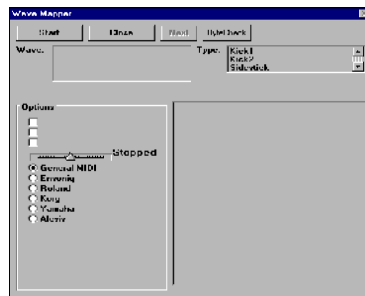 Wave Mapper
Start Close Next ByteCheck
Wave: Type: Kick1
Kick2
Sidestick
Options
Stopped
General MIDI
Ensoniq
Roland
Korg
Yamaha
Alesis